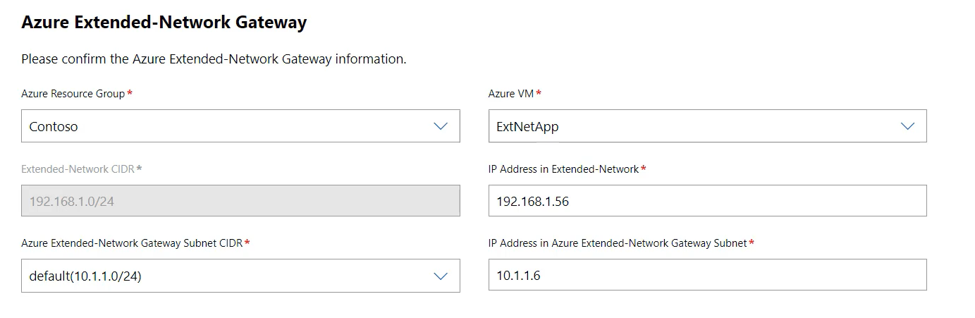 Azure Extended-Network Gateway
Please confirm the Azure Extended-Network Gateway information.
Azure Resource Group *
Azure VM *
Contoso
ExtNetApp
Extended-Network CIDR *
IP Address in Extended-Network *
192.168.1.0/24
192.168.1.56
Azure Extended-Network Gateway Subnet CIDR *
IP Address in Azure Extended-Network Gateway Subnet *
default(10.1.1.0/24)
10.1.1.6